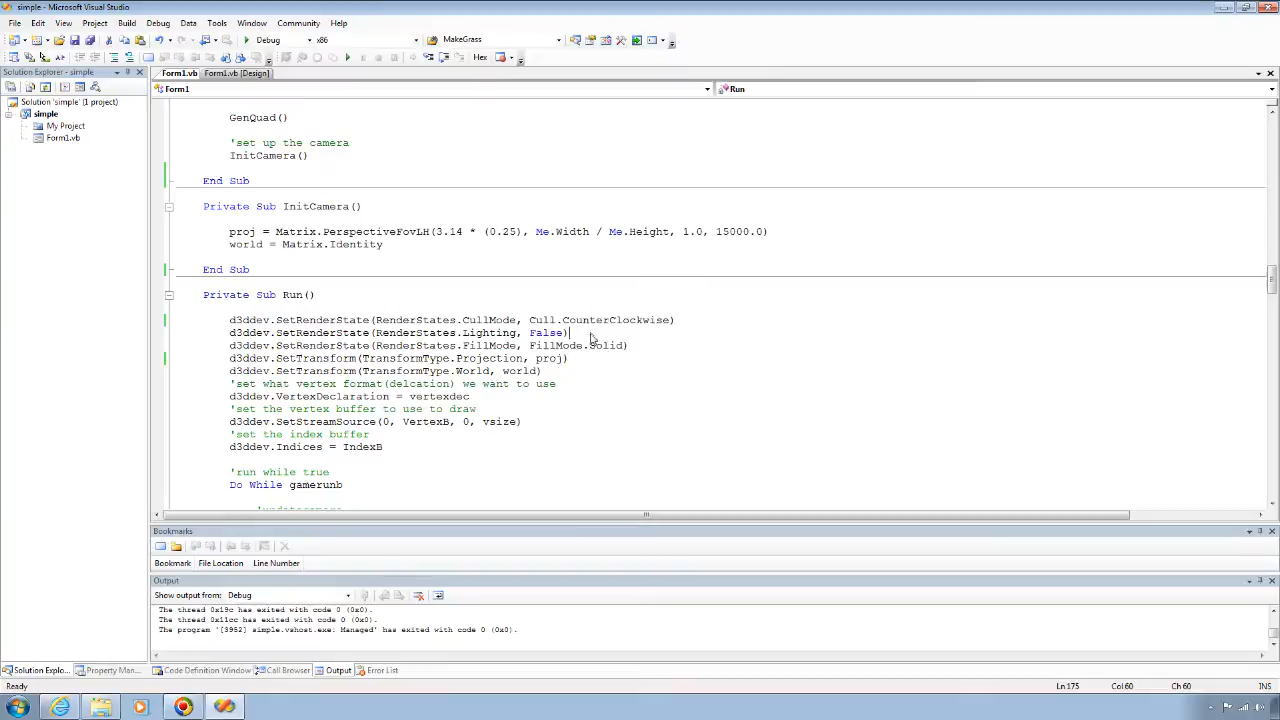 simple - Microsoft Visual Studio
File Edit View Project Build Debug Data Tools Window Community Help
Debug x86 MakeGrass
Hex
Solution Explorer - simple
Form1.vb Form1.vb [Design]
Form1 Run
Solution 'simple' (1 project)
simple
My Project
Form1.vb
GenQuad()
'set up the camera
InitCamera()
End Sub
Private Sub InitCamera()
proj = Matrix.PerspectiveFovLH(3.14 * (0.25), Me.Width / Me.Height, 1.0, 15000.0)
world = Matrix.Identity
End Sub
Private Sub Run()
d3ddev.SetRenderState(RenderStates.CullMode, Cull.CounterClockwise)
d3ddev.SetRenderState(RenderStates.Lighting, False)
d3ddev.SetRenderState(RenderStates.FillMode, FillMode.Solid)
d3ddev.SetTransform(TransformType.Projection, proj)
d3ddev.SetTransform(TransformType.World, world)
'set what vertex format(delcation) we want to use
d3ddev.VertexDeclaration = vertexdec
'set the vertex buffer to use to draw
d3ddev.SetStreamSource(0, VertexB, 0, vsize)
'set the index buffer
d3ddev.Indices = IndexB
'run while true
Do While gamerunb
Bookmarks
Bookmark File Location Line Number
Output
Show output from: Debug
The thread 0x19c has exited with code 0 (0x0).
The thread 0x11cc has exited with code 0 (0x0).
The program '[3952] simple.vshost.exe: Managed' has exited with code 0 (0x0).
Solution Explo... Property Man... Code Definition Window Call Browser Output Error List
Ready Ln 175 Col 60 Ch 60 INS